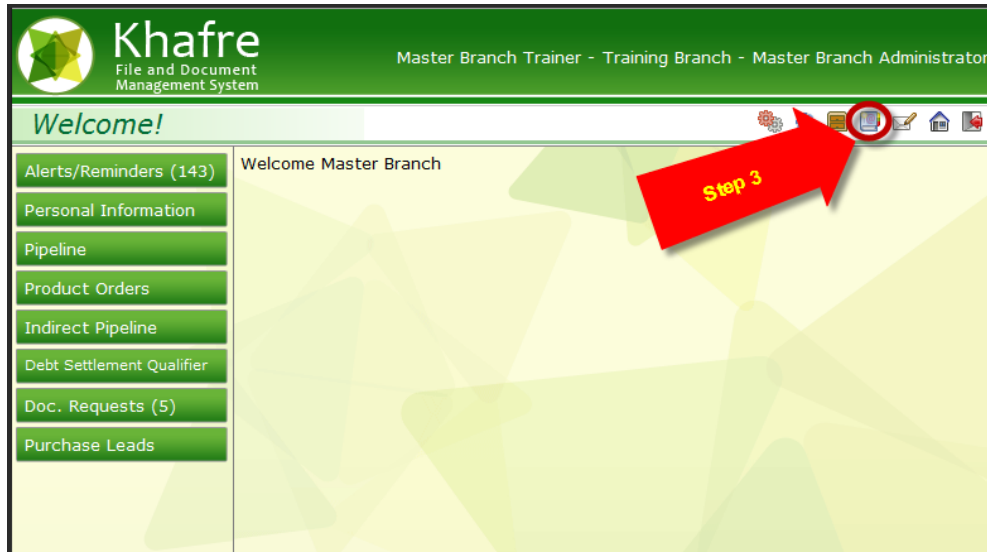 Khafre
File and Document
Management System
Master Branch Trainer - Training Branch - Master Branch Administrator
Welcome!
Step 3
Alerts/Reminders (143)
Personal Information
Pipeline
Product Orders
Indirect Pipeline
Debt Settlement Qualifier
Doc. Requests (5)
Purchase Leads
Welcome Master Branch